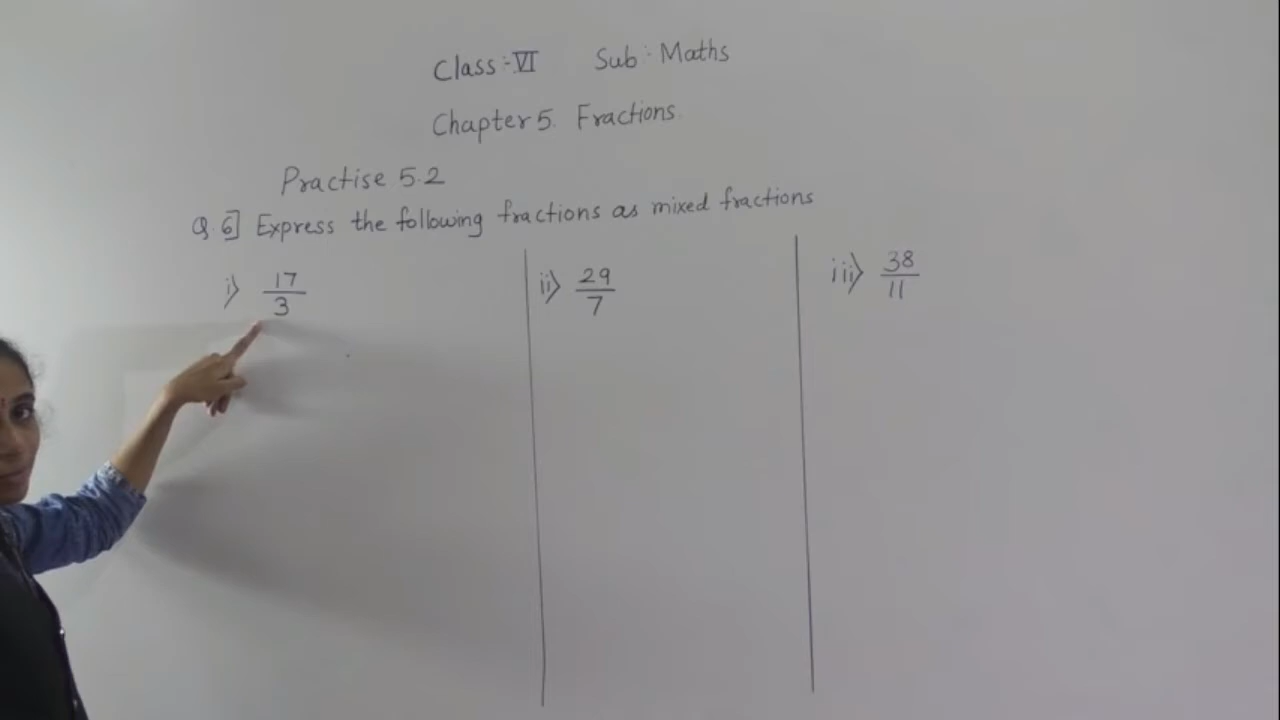 Class :- VI Sub : Maths
Chapter 5. Fractions.
Practise 5.2
Q. 6] Express the following fractions as mixed fractions
i) 17/3 ii) 29/7 iii) 38/11